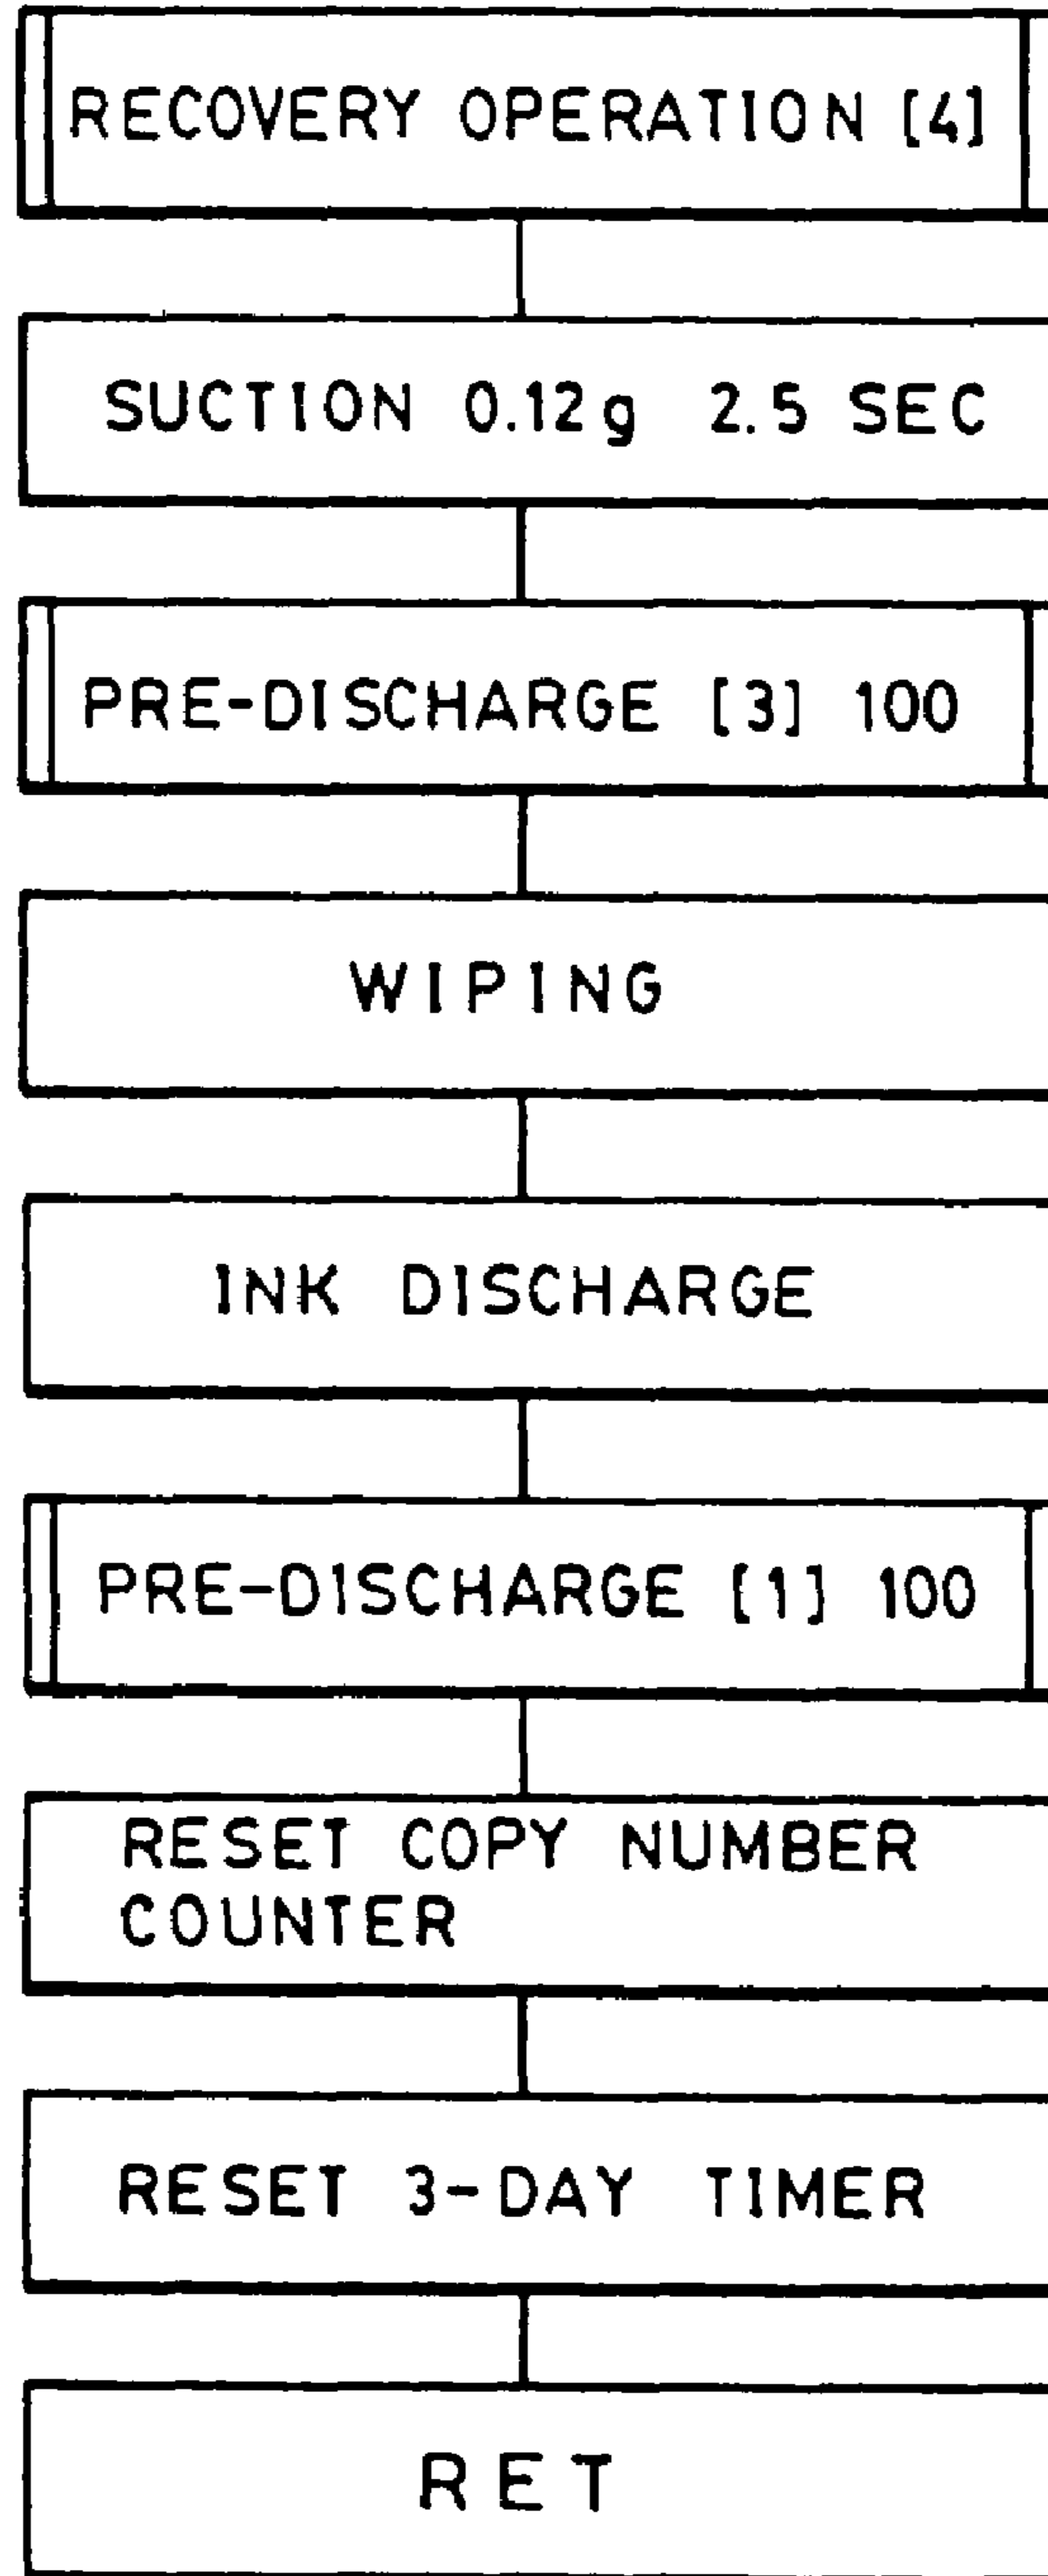 RECOVERY OPERATION [4]
SUCTION 0.12g 2.5 SEC
PRE-DISCHARGE [3] 100
WIPING
INK DISCHARGE
PRE-DISCHARGE [1] 100
RESET COPY NUMBER
COUNTER
RESET 3-DAY TIMER
RET